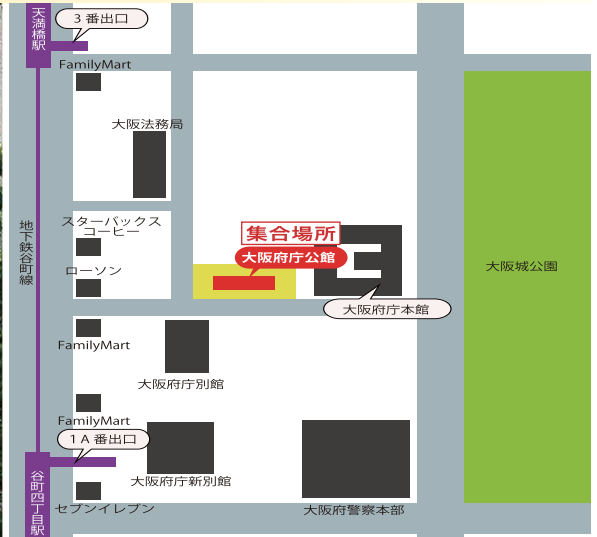 天満橋駅
3番出口
FamilyMart
大阪法務局
スターバックス
コーヒー
地下鉄谷町線
集合場所
大阪府庁公館
ローソン
大阪城公園
大阪府庁本館
FamilyMart
大阪府庁別館
FamilyMart
1A番出口
谷町四丁目駅
大阪府庁新別館
セブンイレブン
大阪府警察本部